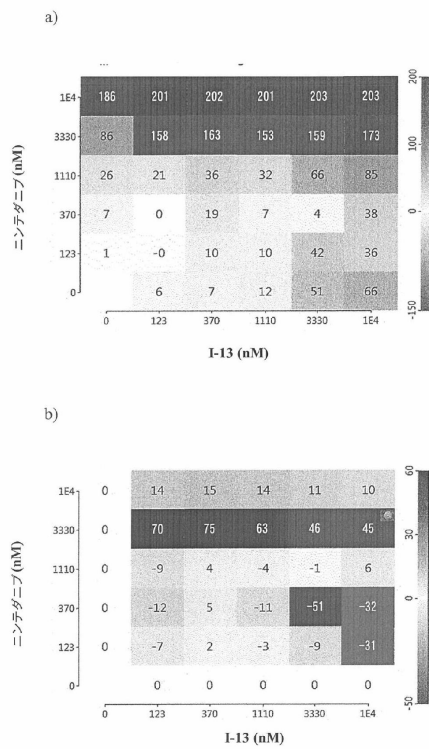 a)
1E4 186 201 202 201 203 203 200
3330 86 158 163 153 159 173 100
1110 26 21 36 32 66 85
370 7 0 19 7 4 38 0
123 1 -0 10 10 42 36
0 6 7 12 51 66 -150
0 123 370 1110 3330 1E4
ニンテダニブ (nM)
I-13 (nM)
b)
1E4 0 14 15 14 11 10 60
3330 0 70 75 63 46 45 30
1110 0 -9 4 -4 -1 6
370 0 -12 5 -11 -51 -32 0
123 0 -7 2 -3 -9 -31
0 0 0 0 0 0 -50
0 123 370 1110 3330 1E4
ニンテダニブ (nM)
I-13 (nM)